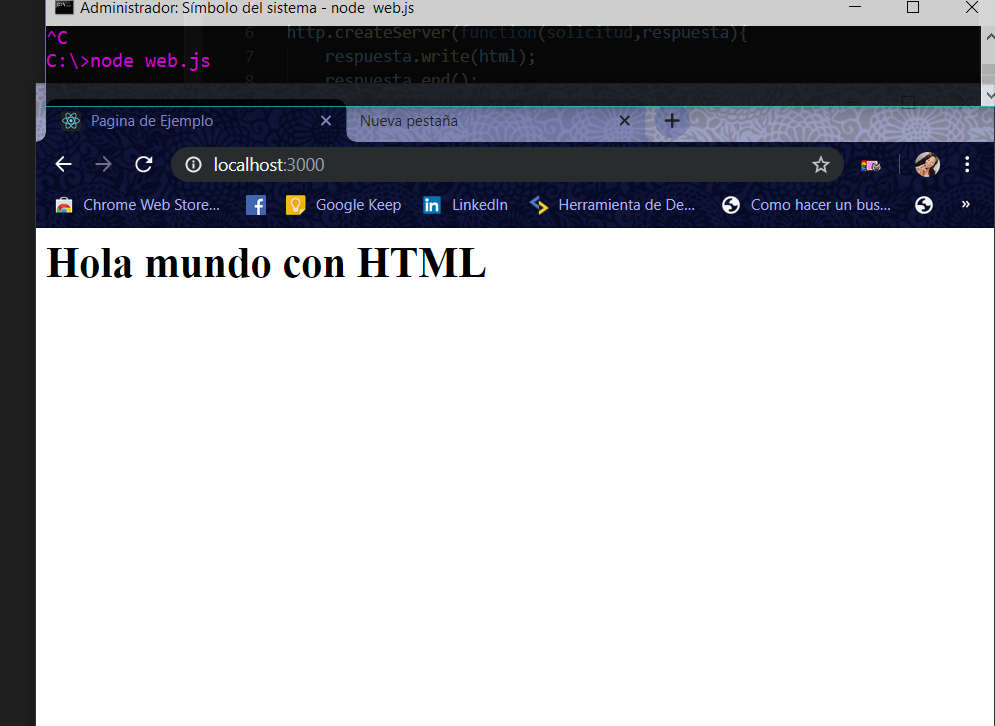 Administrador: Símbolo del sistema - node  web.js
^C
C:\>node web.js
6 http.createServer(function(solicitud,respuesta){
7 respuesta.write(html);
8 respuesta.end();
Pagina de Ejemplo
Nueva pestaña
localhost:3000
Chrome Web Store... Google Keep LinkedIn Herramienta de De... Como hacer un bus... »
Hola mundo con HTML